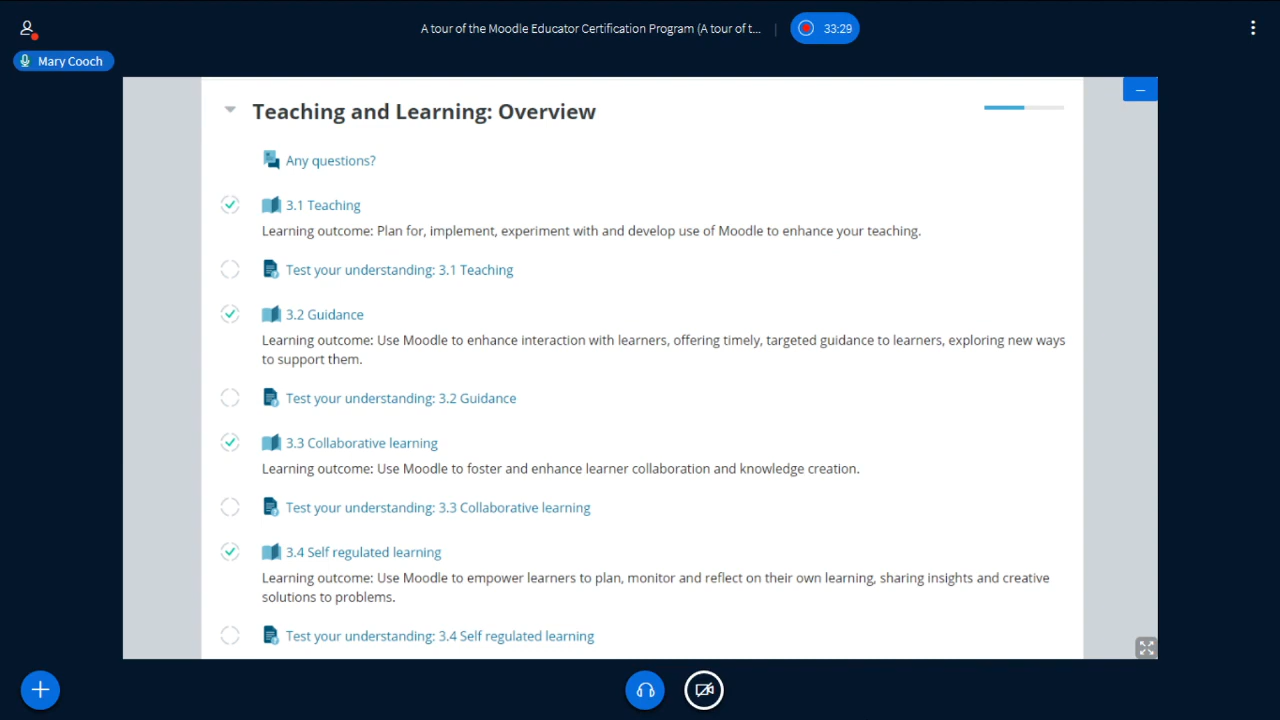 A tour of the Moodle Educator Certification Program (A tour of t...
33:29
Mary Cooch
Teaching and Learning: Overview
Any questions?
3.1 Teaching
Learning outcome: Plan for, implement, experiment with and develop use of Moodle to enhance your teaching.
Test your understanding: 3.1 Teaching
3.2 Guidance
Learning outcome: Use Moodle to enhance interaction with learners, offering timely, targeted guidance to learners, exploring new ways
to support them.
Test your understanding: 3.2 Guidance
3.3 Collaborative learning
Learning outcome: Use Moodle to foster and enhance learner collaboration and knowledge creation.
Test your understanding: 3.3 Collaborative learning
3.4 Self regulated learning
Learning outcome: Use Moodle to empower learners to plan, monitor and reflect on their own learning, sharing insights and creative
solutions to problems.
Test your understanding: 3.4 Self regulated learning